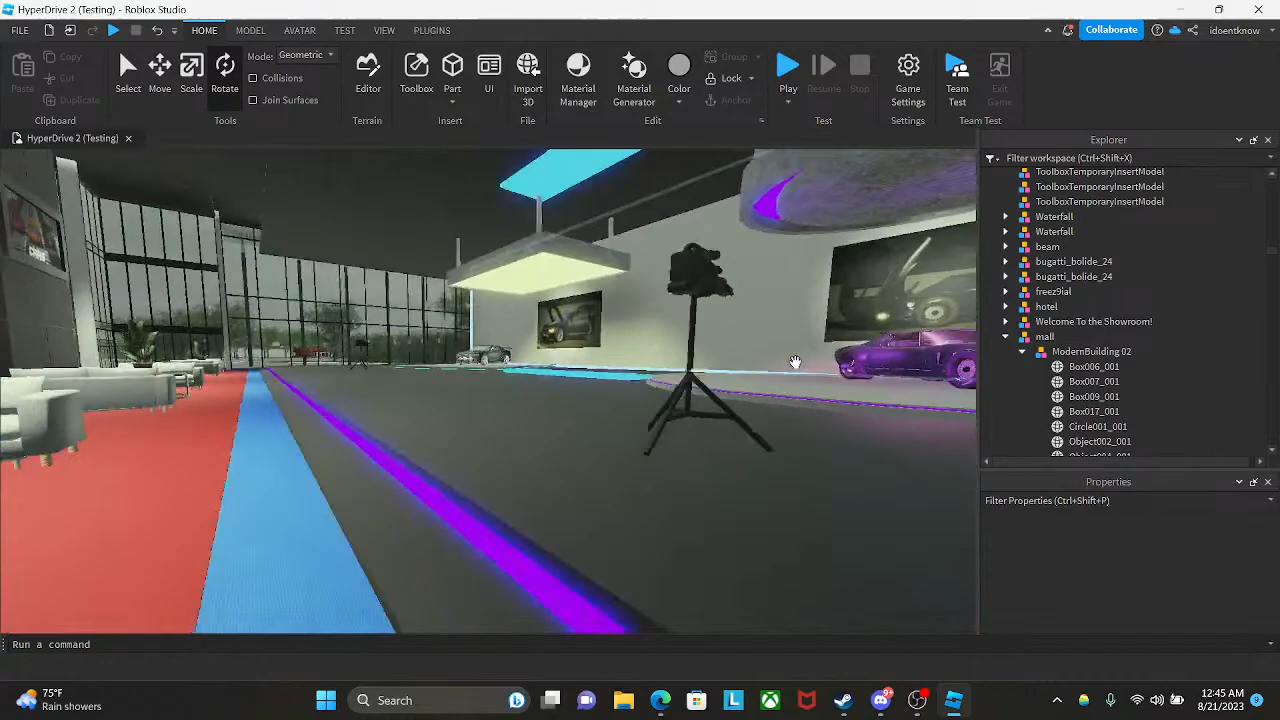 HyperDrive 2 (Testing) - Roblox Studio
FILE HOME MODEL AVATAR TEST VIEW PLUGINS Collaborate idoentknow
Paste Copy Cut Duplicate
Clipboard
Select Move Scale Rotate
Mode: Geometric
Collisions
Join Surfaces
Tools
Editor
Terrain
Toolbox Part UI
Insert
Import 3D
File
Material Manager Material Generator Color Group Lock Anchor
Edit
Play Resume Stop
Test
Game Settings
Settings
Team Test Exit Game
Team Test
HyperDrive 2 (Testing)
Explorer
Filter workspace (Ctrl+Shift+X)
ToolboxTemporaryInsertModel
ToolboxTemporaryInsertModel
ToolboxTemporaryInsertModel
Waterfall
Waterfall
beam
bugatti_bolide_24
bugatti_bolide_24
freez9ial
hotel
Welcome To the Showroom!
mall
ModernBuilding 02
Box006_001
Box007_001
Box009_001
Box017_001
Circle001_001
Object002_001
Properties
Filter Properties (Ctrl+Shift+P)
Run a command
75°F
Rain showers
Search
9+
12:45 AM
8/21/2023
9